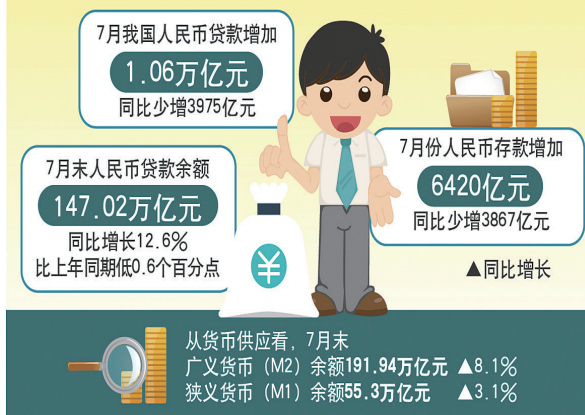 7月我国人民币贷款增加
1.06万亿元
同比少增3975亿元
7月末人民币贷款余额
147.02万亿元
同比增长12.6%
比上年同期低0.6个百分点
¥
7月份人民币存款增加
6420亿元
同比少增3867亿元
▲同比增长
从货币供应看，7月末
广义货币（M2）余额191.94万亿元 ▲8.1%
狭义货币（M1）余额55.3万亿元 ▲3.1%